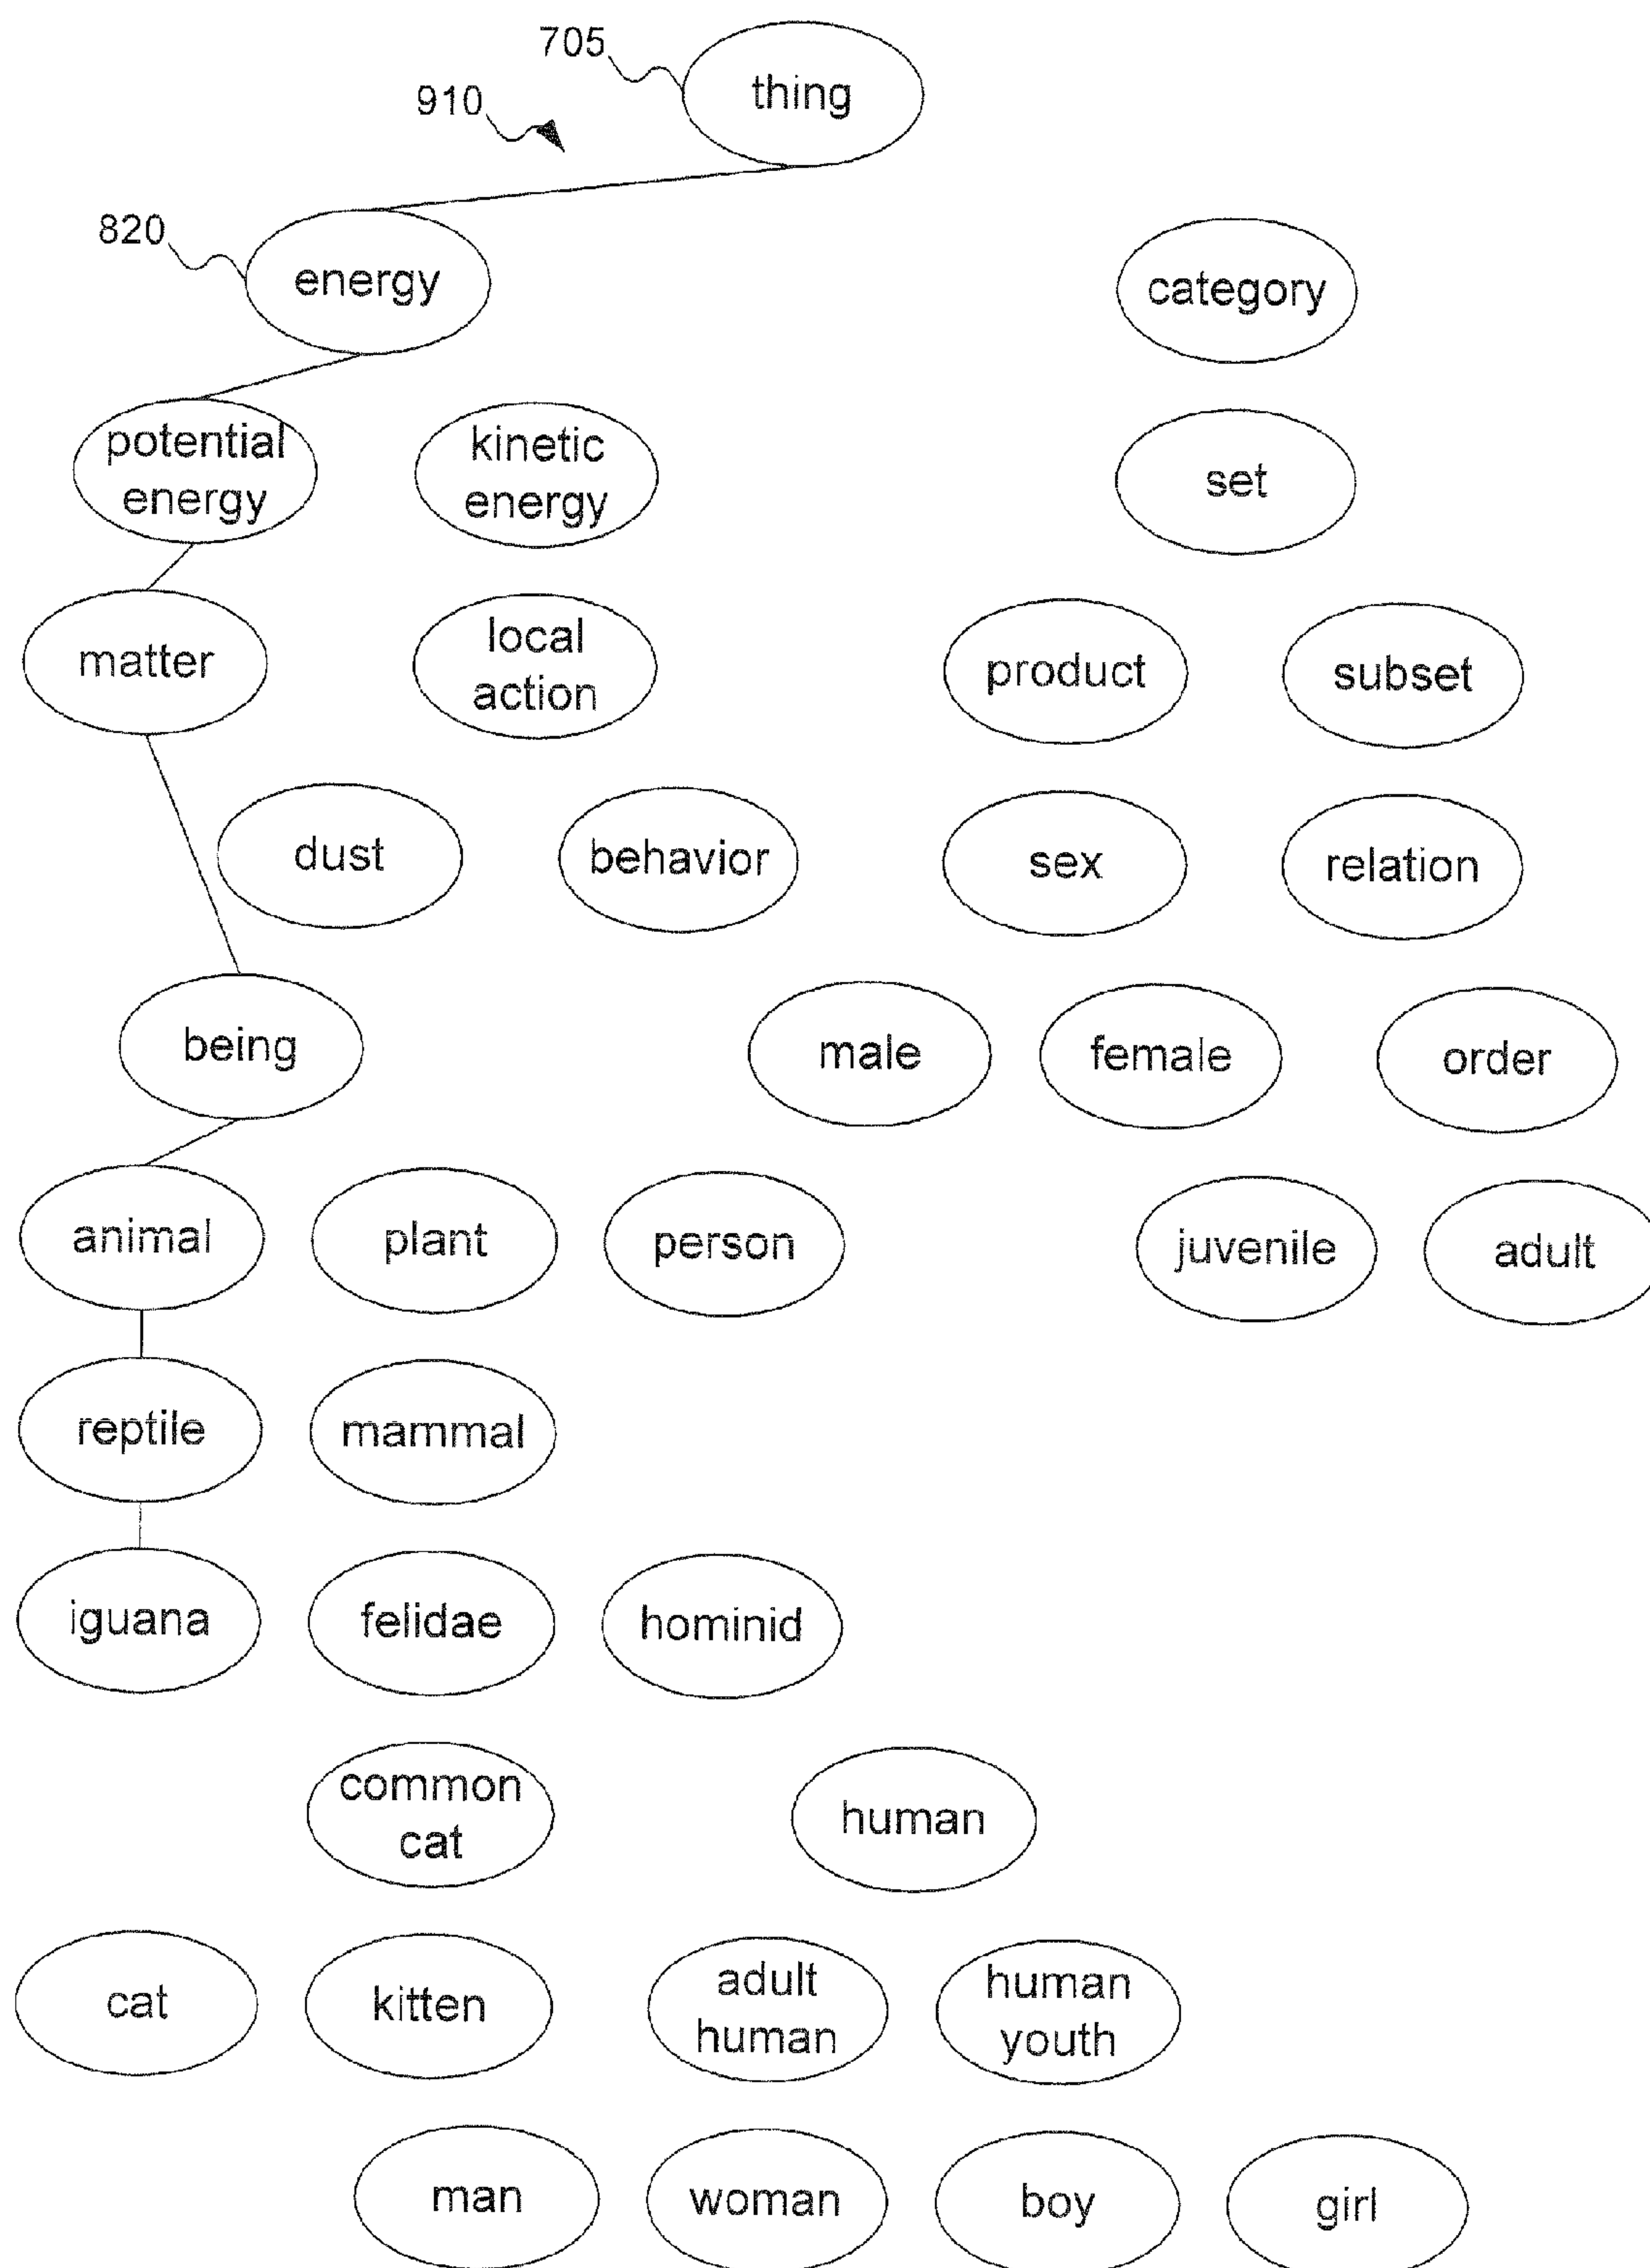 705
thing
910
820
energy
category
potential
energy
kinetic
energy
set
matter
local
action
product
subset
dust
behavior
sex
relation
being
male
female
order
animal
plant
person
juvenile
adult
reptile
mammal
iguana
felidae
hominid
common
cat
human
cat
kitten
adult
human
human
youth
man
woman
boy
girl